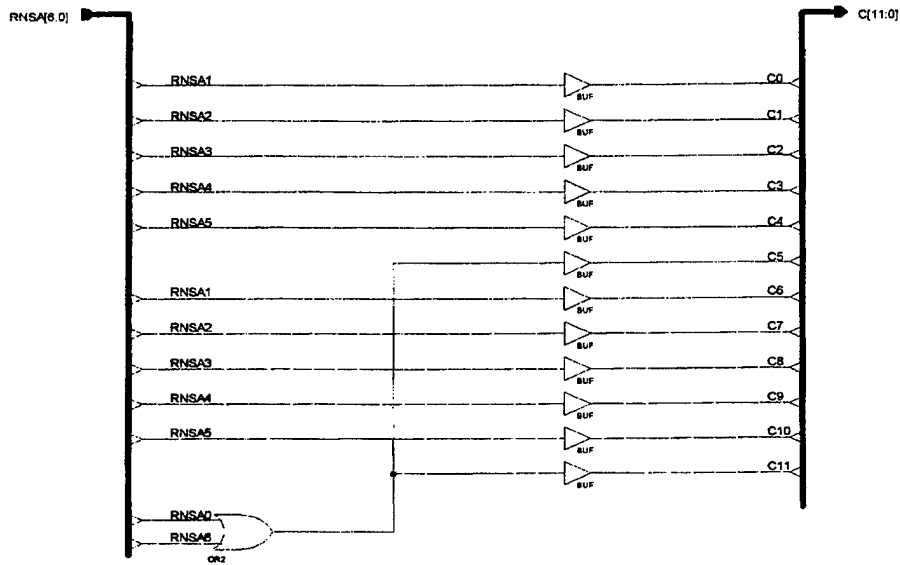 RNSA[6:0] C[11:0]
RNSA1 BUF C0
RNSA2 BUF C1
RNSA3 BUF C2
RNSA4 BUF C3
RNSA5 BUF C4
BUF C5
RNSA1 BUF C6
RNSA2 BUF C7
RNSA3 BUF C8
RNSA4 BUF C9
RNSA5 BUF C10
BUF C11
RNSA0
RNSA6
OR2